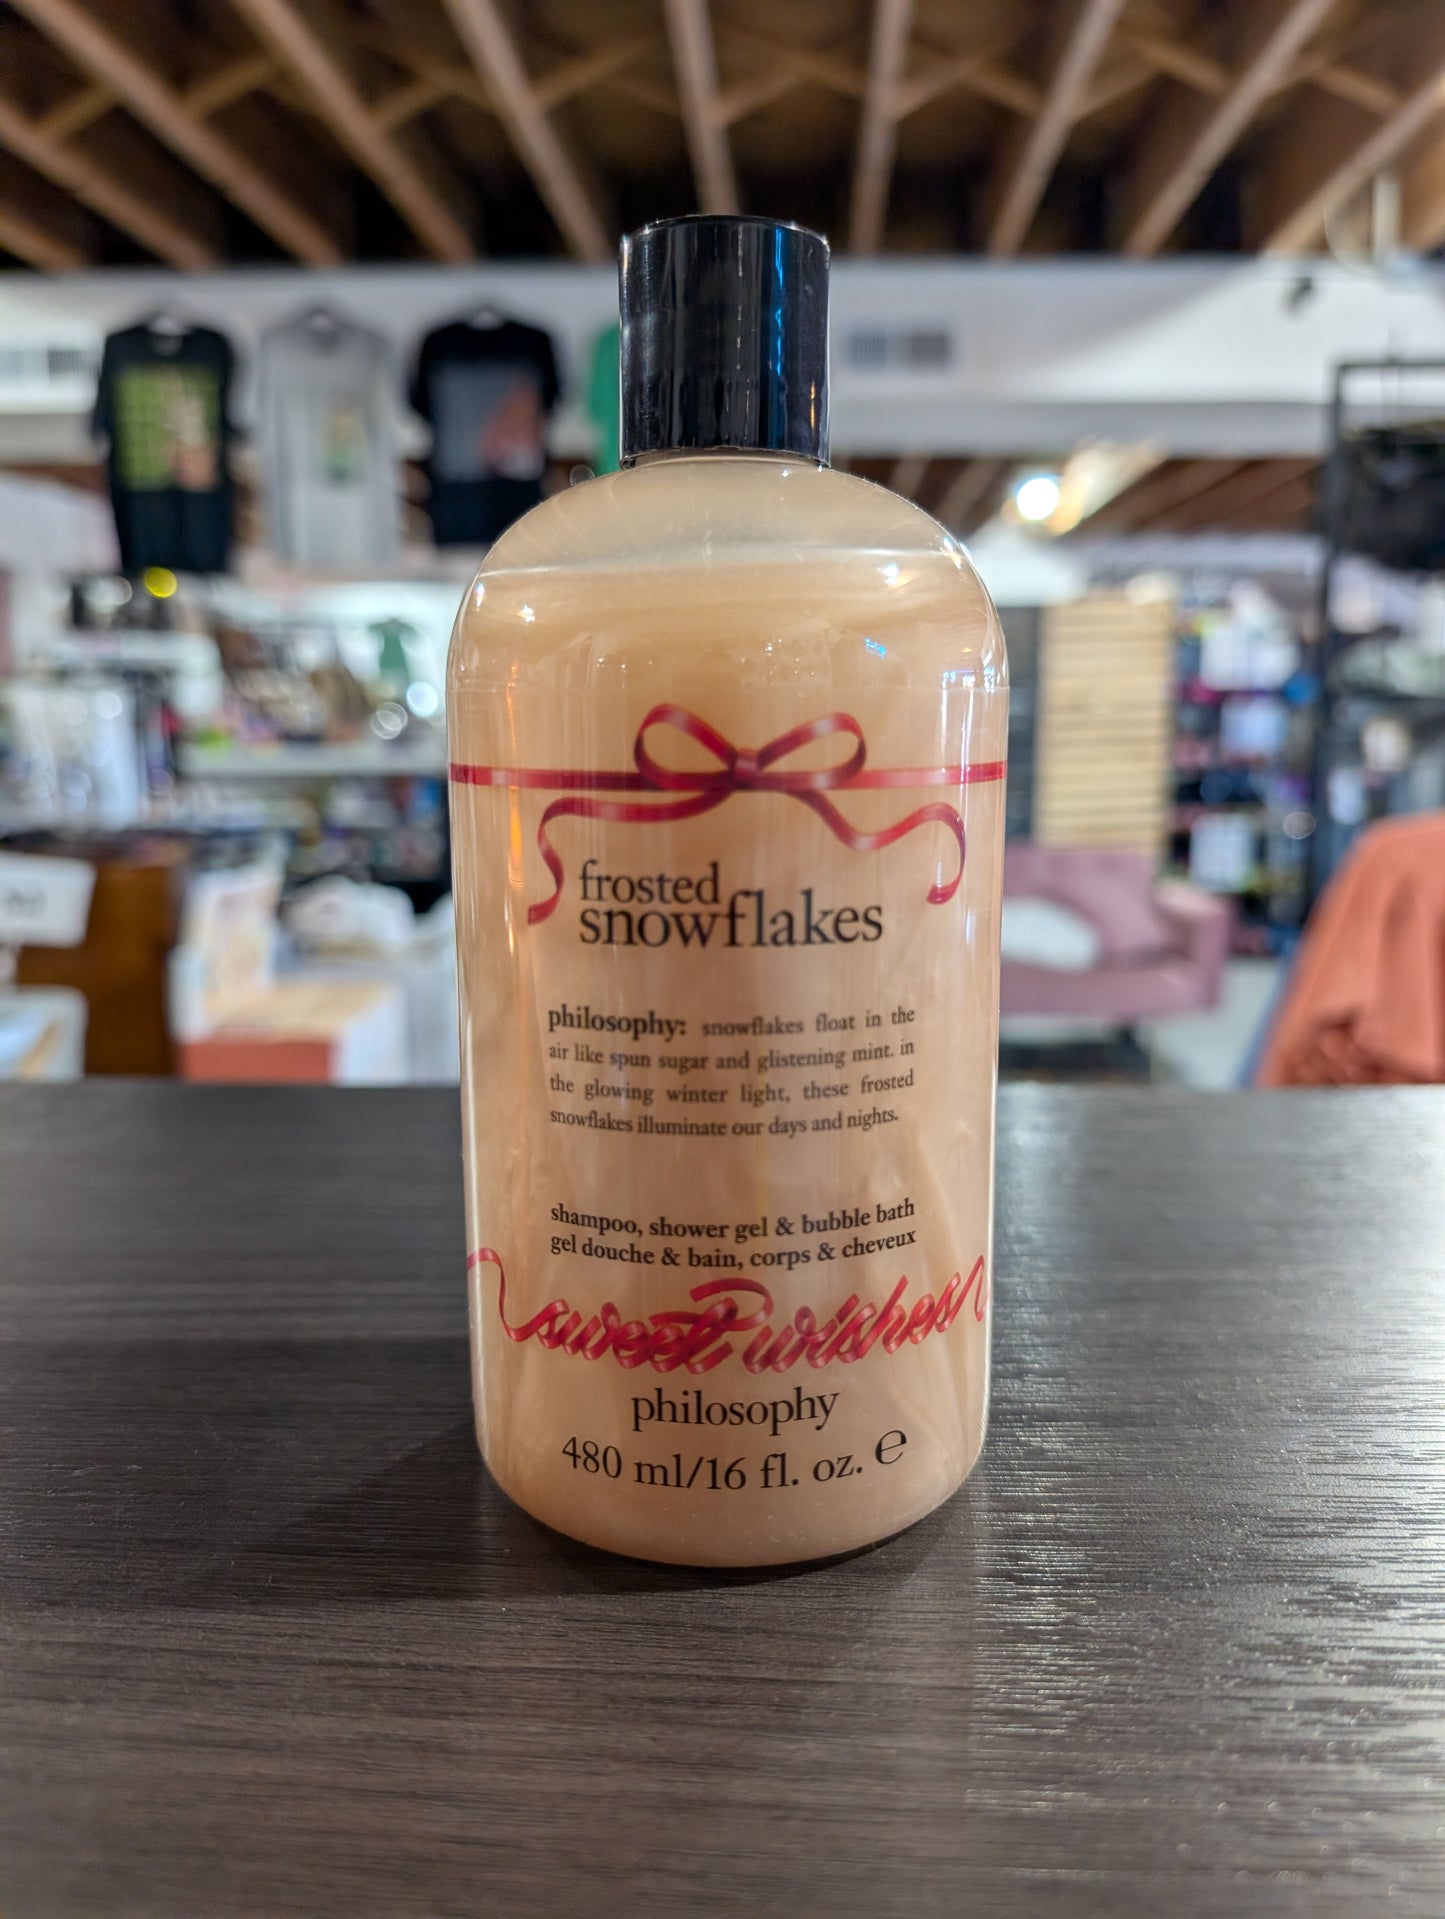 frosted
snowflakes
philosophy: snowflakes float in the
air like spun sugar and glistening mint. in
the glowing winter light, these frosted
snowflakes illuminate our days and nights.
shampoo, shower gel & bubble bath
gel douche & bain, corps & cheveux
sweet wishes
philosophy
480 ml/16 fl. oz. e